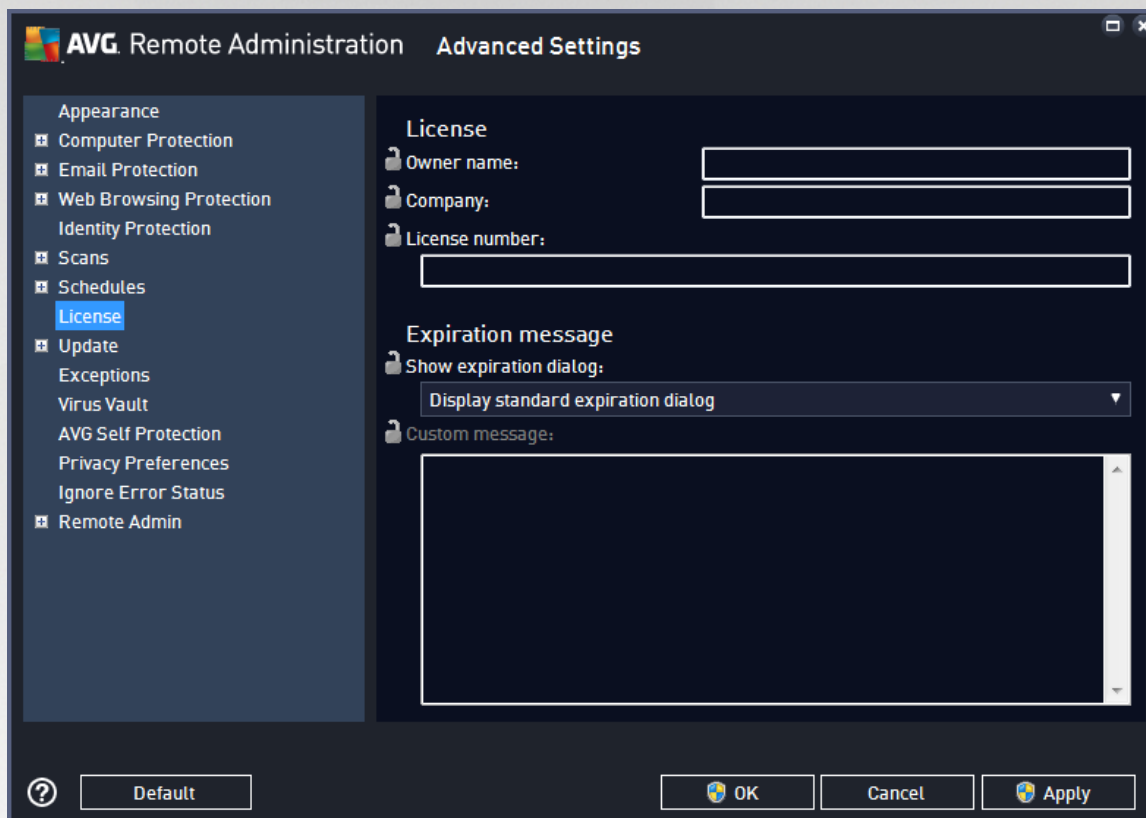 AVG. Remote Administration Advanced Settings
Appearance
Computer Protection
Email Protection
Web Browsing Protection
Identity Protection
Scans
Schedules
License
Update
Exceptions
Virus Vault
AVG Self Protection
Privacy Preferences
Ignore Error Status
Remote Admin
License
Owner name:
Company:
License number:
Expiration message
Show expiration dialog:
Display standard expiration dialog
Custom message:
Default
OK
Cancel
Apply